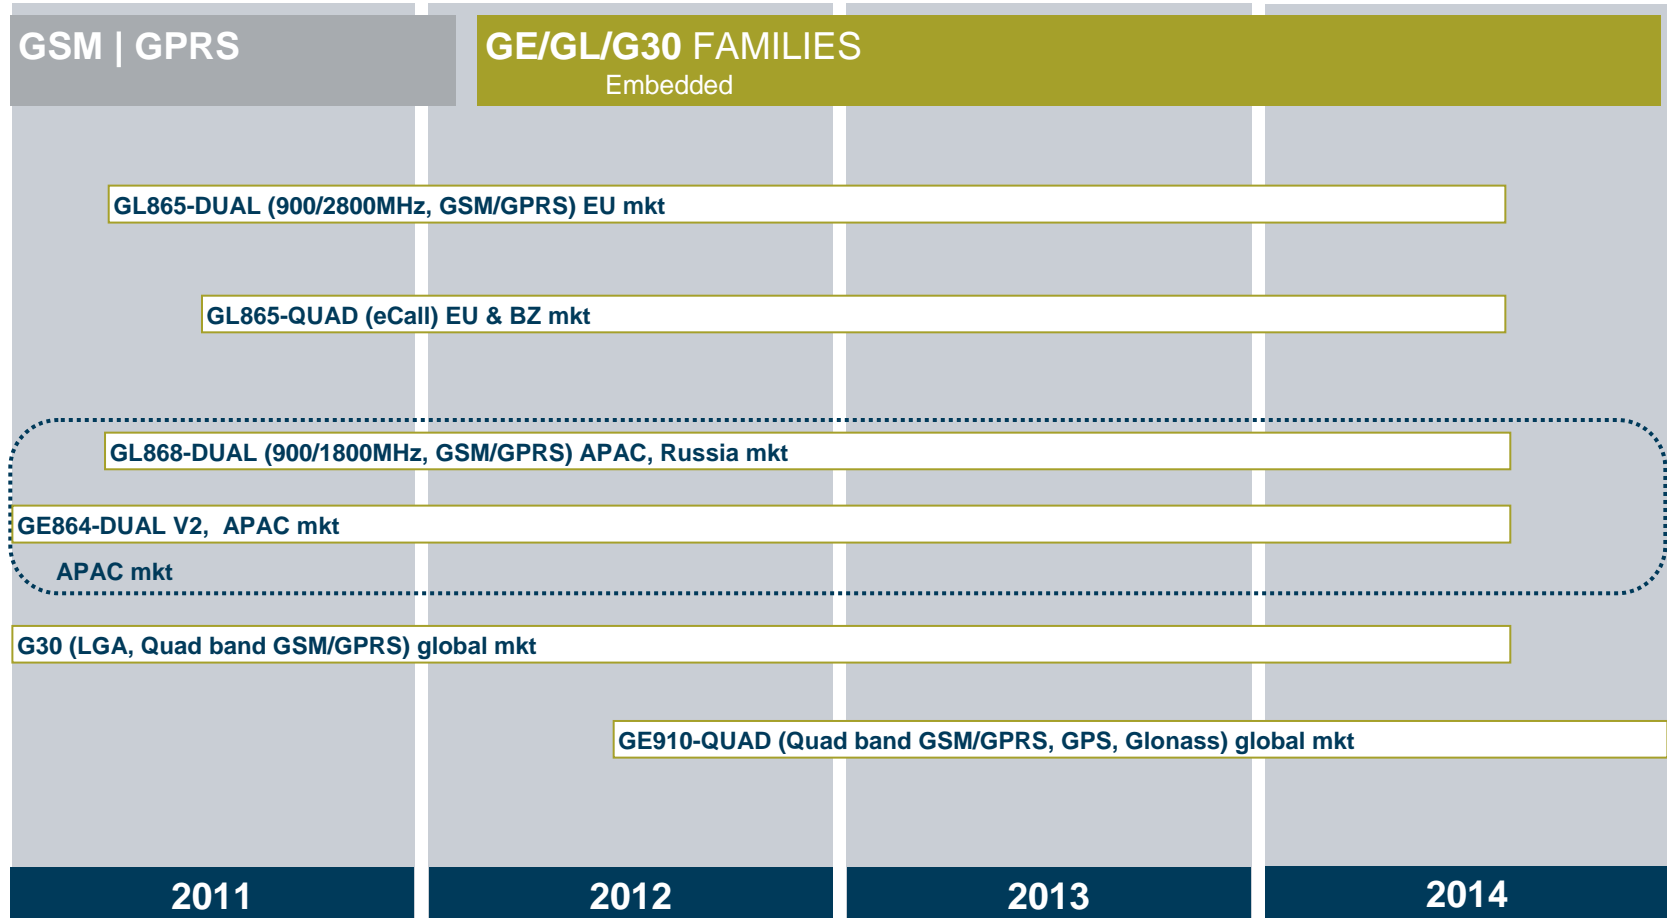 GSM | GPRS
GE/GL/G30 FAMILIES
Embedded
GL865-DUAL (900/2800MHz, GSM/GPRS) EU mkt
GL865-QUAD (eCall) EU & BZ mkt
GL868-DUAL (900/1800MHz, GSM/GPRS) APAC, Russia mkt
GE864-DUAL V2,  APAC mkt
APAC mkt
G30 (LGA, Quad band GSM/GPRS) global mkt
GE910-QUAD (Quad band GSM/GPRS, GPS, Glonass) global mkt
2011
2012
2013
2014